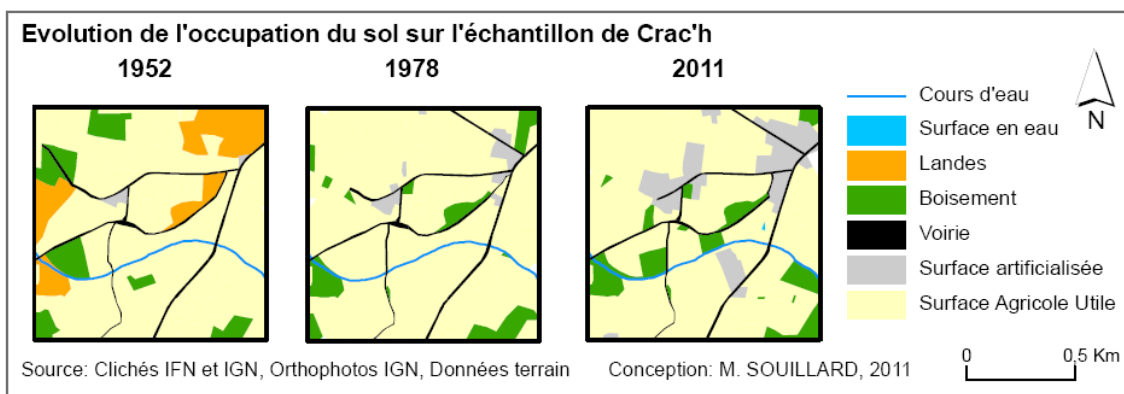 Evolution de l'occupation du sol sur l'échantillon de Crac'h
1952
1978
2011
N
Cours d'eau
Surface en eau
Landes
Boisement
Voirie
Surface artificialisée
Surface Agricole Utile
0 0,5 Km
Source: Clichés IFN et IGN, Orthophotos IGN, Données terrain
Conception: M. SOUILLARD, 2011